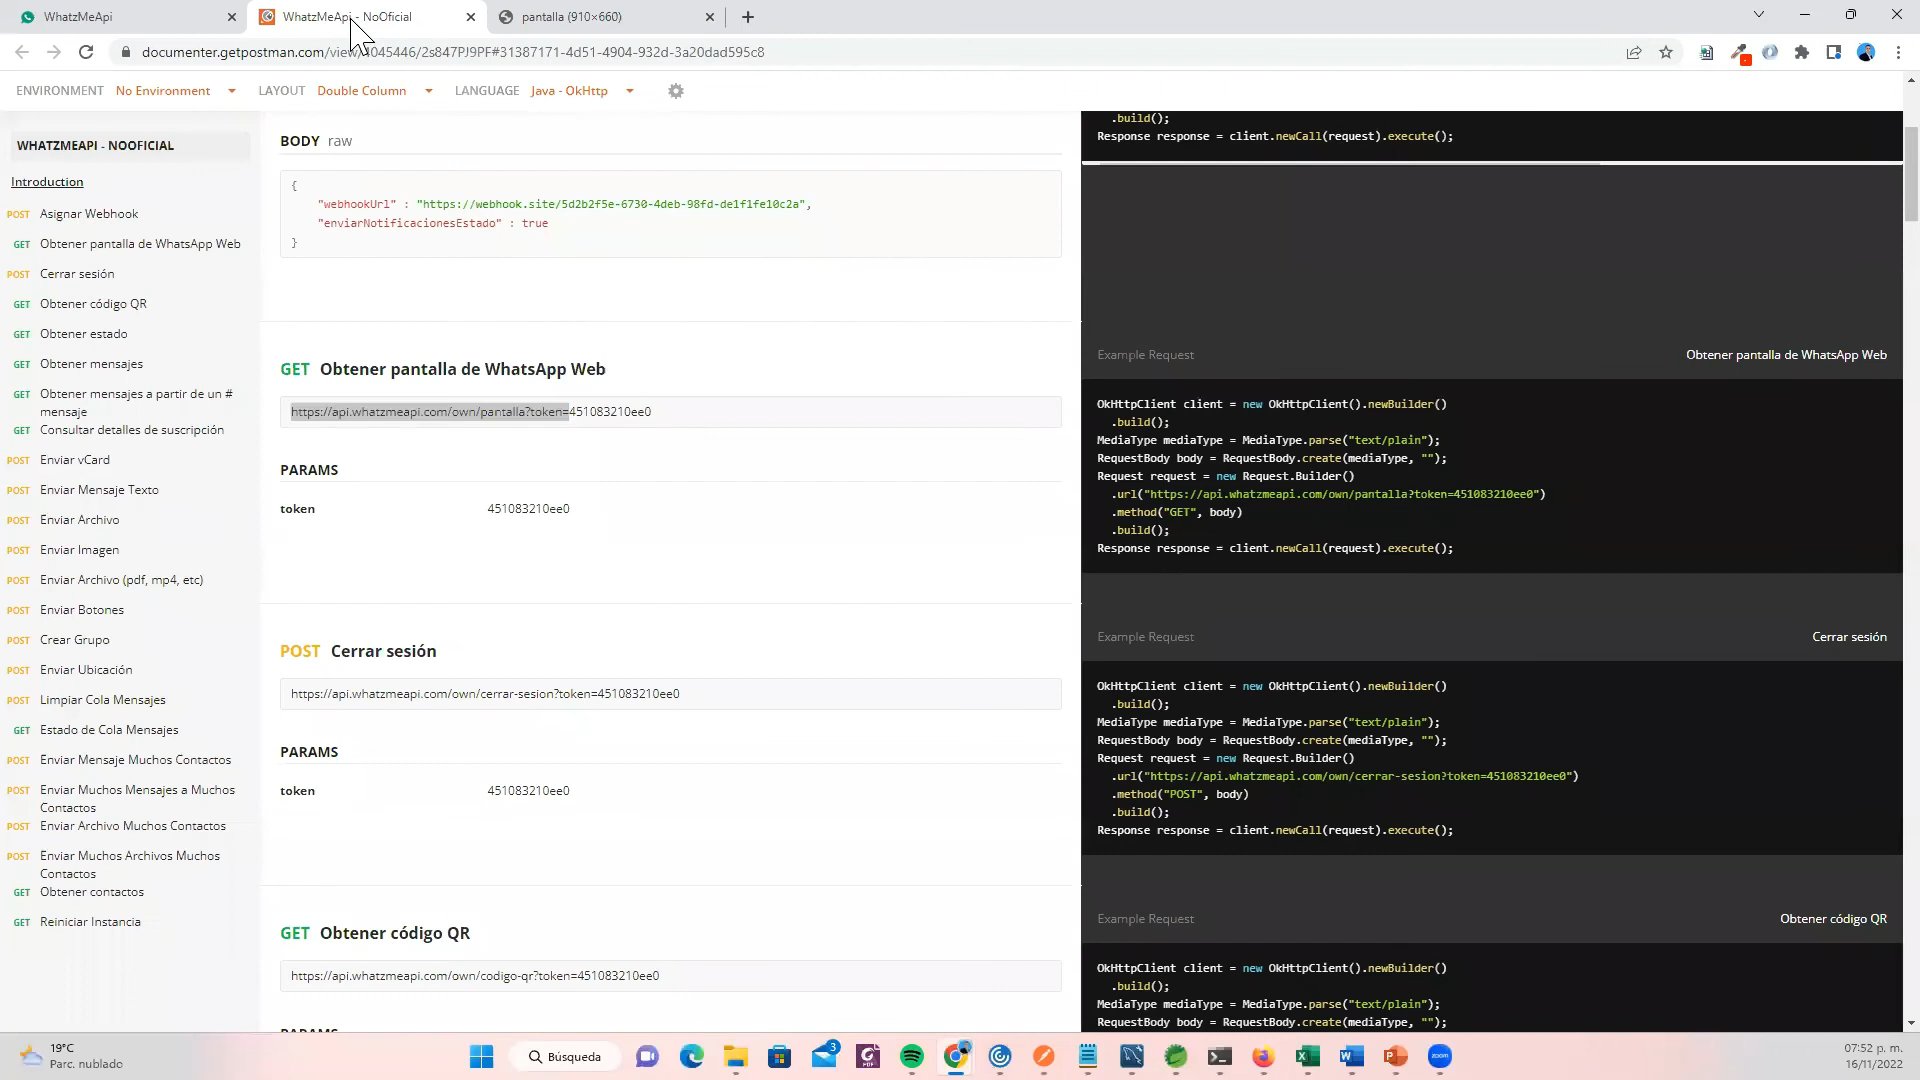 WhatzMeApi
WhatzMeApi - NoOficial
pantalla (910×660)
documenter.getpostman.com/view/4045446/2s847PJ9PF#31387171-4d51-4904-932d-3a20dad595c8
ENVIRONMENT No Environment LAYOUT Double Column LANGUAGE Java - OkHttp
WHATZMEAPI - NOOFICIAL
Introduction
POST Asignar Webhook
GET Obtener pantalla de WhatsApp Web
POST Cerrar sesión
GET Obtener código QR
GET Obtener estado
GET Obtener mensajes
GET Obtener mensajes a partir de un #
mensaje
GET Consultar detalles de suscripción
POST Enviar vCard
POST Enviar Mensaje Texto
POST Enviar Archivo
POST Enviar Imagen
POST Enviar Archivo (pdf, mp4, etc)
POST Enviar Botones
POST Crear Grupo
POST Enviar Ubicación
POST Limpiar Cola Mensajes
GET Estado de Cola Mensajes
POST Enviar Mensaje Muchos Contactos
POST Enviar Muchos Mensajes a Muchos
Contactos
POST Enviar Archivo Muchos Contactos
POST Enviar Muchos Archivos Muchos
Contactos
GET Obtener contactos
GET Reiniciar Instancia
BODY raw
{
"webhookUrl" : "https://webhook.site/5d2b2f5e-6730-4deb-98fd-de1f1fe10c2a",
"enviarNotificacionesEstado" : true
}
GET Obtener pantalla de WhatsApp Web
https://api.whatzmeapi.com/own/pantalla?token=451083210ee0
PARAMS
token 451083210ee0
POST Cerrar sesión
https://api.whatzmeapi.com/own/cerrar-sesion?token=451083210ee0
PARAMS
token 451083210ee0
GET Obtener código QR
https://api.whatzmeapi.com/own/codigo-qr?token=451083210ee0
PARAMS
.build();
Response response = client.newCall(request).execute();
Example Request Obtener pantalla de WhatsApp Web
OkHttpClient client = new OkHttpClient().newBuilder()
.build();
MediaType mediaType = MediaType.parse("text/plain");
RequestBody body = RequestBody.create(mediaType, "");
Request request = new Request.Builder()
.url("https://api.whatzmeapi.com/own/pantalla?token=451083210ee0")
.method("GET", body)
.build();
Response response = client.newCall(request).execute();
Example Request Cerrar sesión
OkHttpClient client = new OkHttpClient().newBuilder()
.build();
MediaType mediaType = MediaType.parse("text/plain");
RequestBody body = RequestBody.create(mediaType, "");
Request request = new Request.Builder()
.url("https://api.whatzmeapi.com/own/cerrar-sesion?token=451083210ee0")
.method("POST", body)
.build();
Response response = client.newCall(request).execute();
Example Request Obtener código QR
OkHttpClient client = new OkHttpClient().newBuilder()
.build();
MediaType mediaType = MediaType.parse("text/plain");
RequestBody body = RequestBody.create(mediaType, "");
19°C
Parc. nublado
Búsqueda
3
zoom
07:52 p. m.
16/11/2022